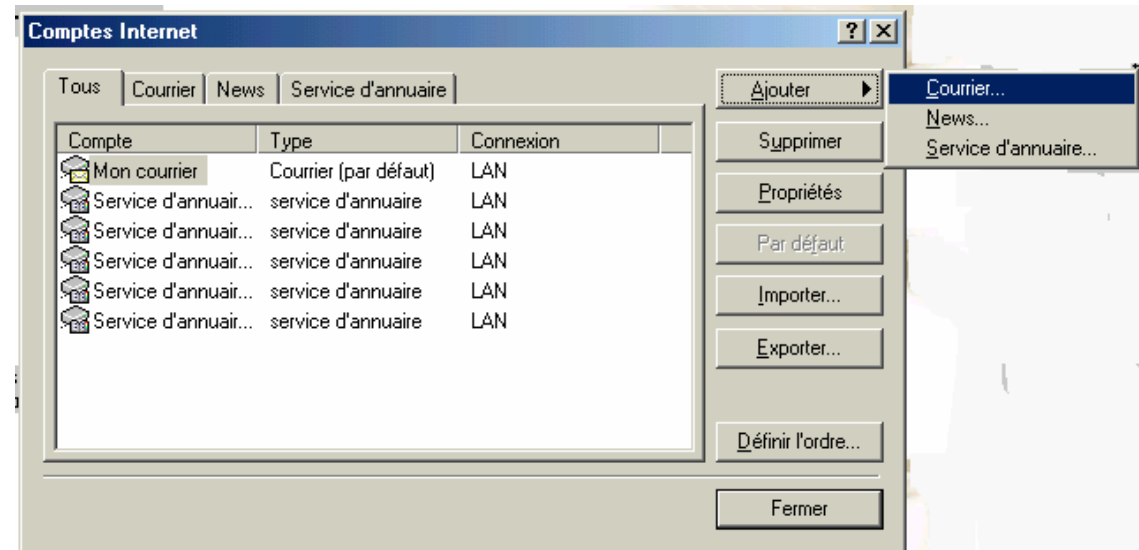 Comptes Internet
Tous Courrier News Service d'annuaire
Compte Type Connexion
Mon courrier Courrier (par défaut) LAN
Service d'annuair... service d'annuaire LAN
Service d'annuair... service d'annuaire LAN
Service d'annuair... service d'annuaire LAN
Service d'annuair... service d'annuaire LAN
Service d'annuair... service d'annuaire LAN
Ajouter
Supprimer
Propriétés
Par défaut
Importer...
Exporter...
Définir l'ordre...
Fermer
Courrier...
News...
Service d'annuaire...